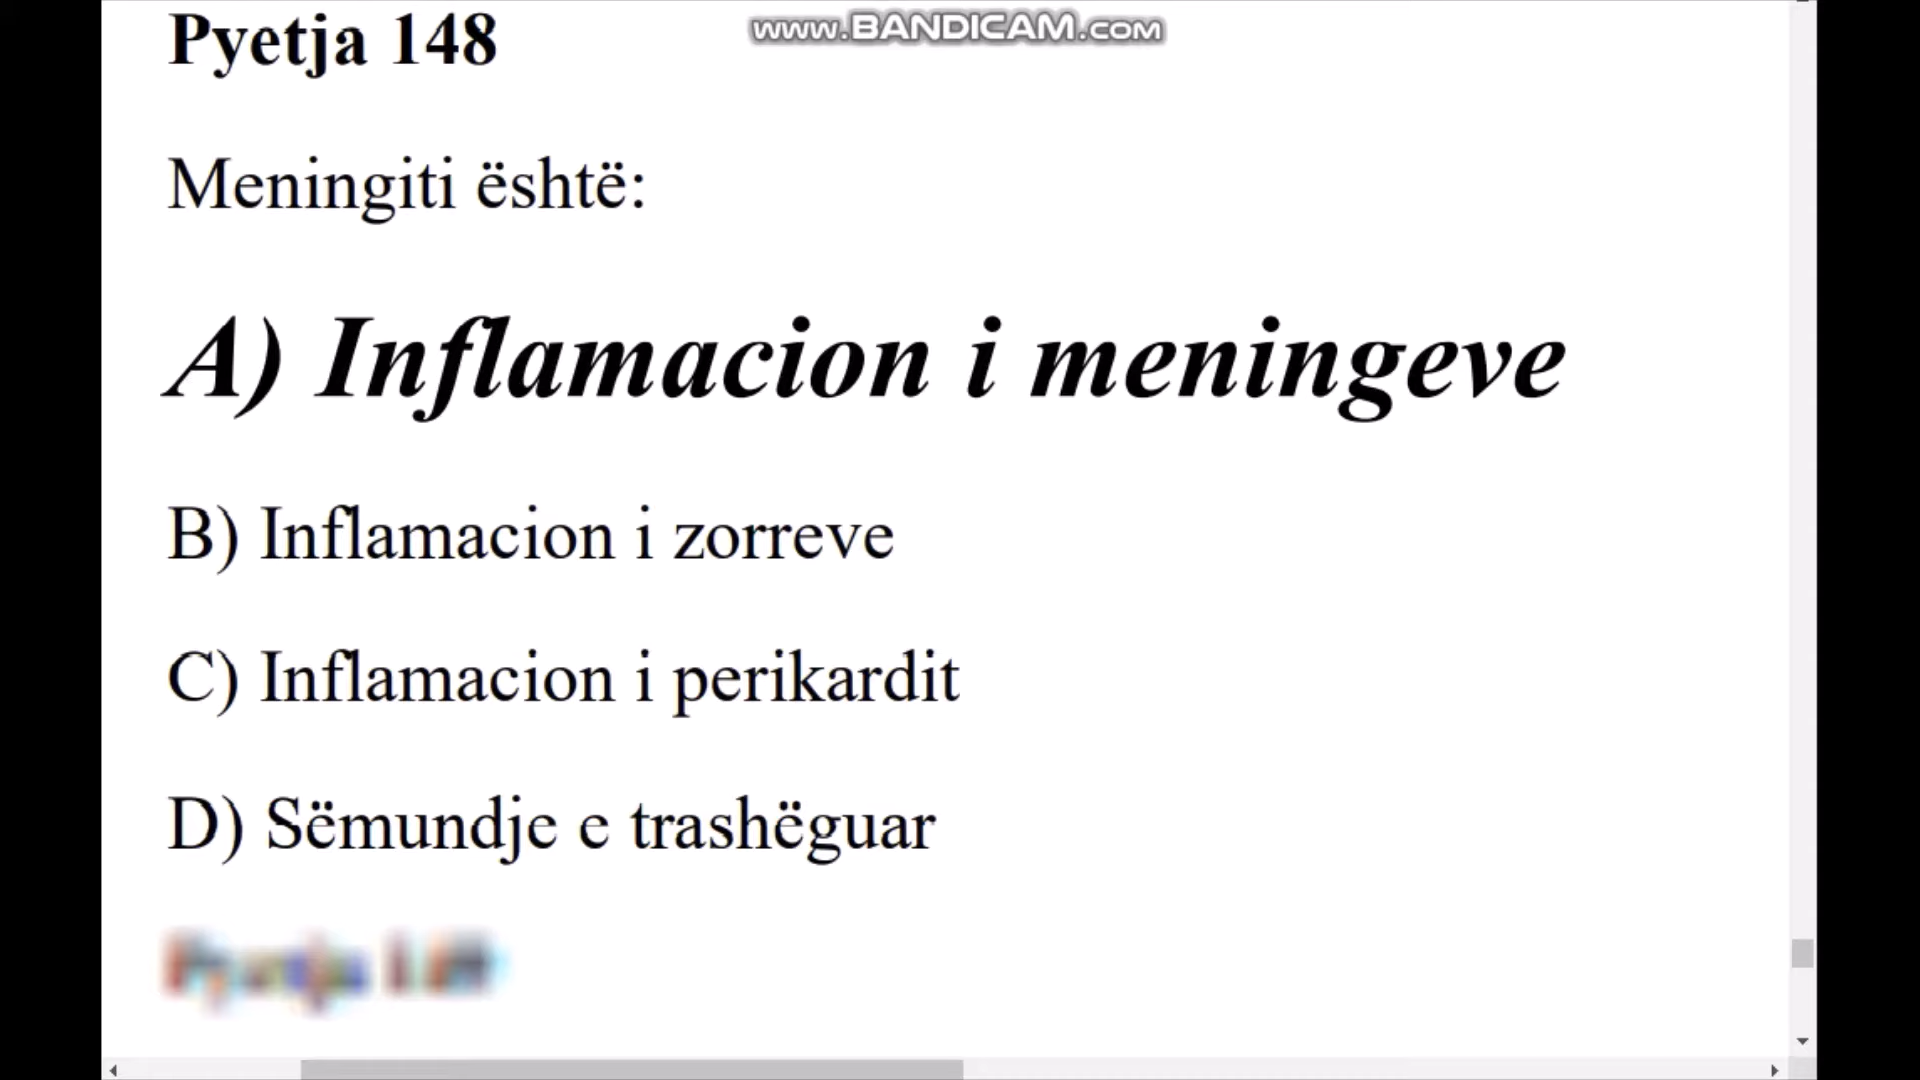 Pyetja 148
www.BANDICAM.com
Meningiti është:
A) Inflamacion i meningeve
B) Inflamacion i zorreve
C) Inflamacion i perikardit
D) Sëmundje e trashëguar